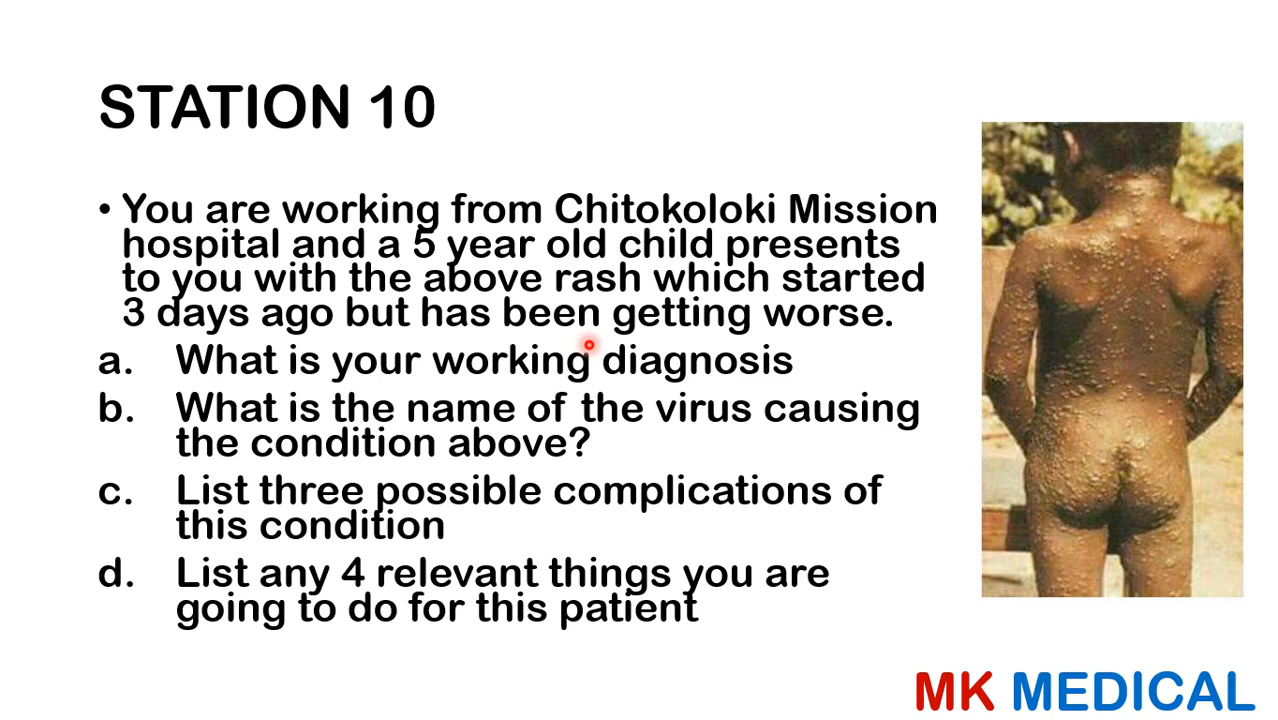 STATION 10
• You are working from Chitokoloki Mission
hospital and a 5 year old child presents
to you with the above rash which started
3 days ago but has been getting worse.
a. What is your working diagnosis
b. What is the name of the virus causing
the condition above?
c. List three possible complications of
this condition
d. List any 4 relevant things you are
going to do for this patient
MK MEDICAL